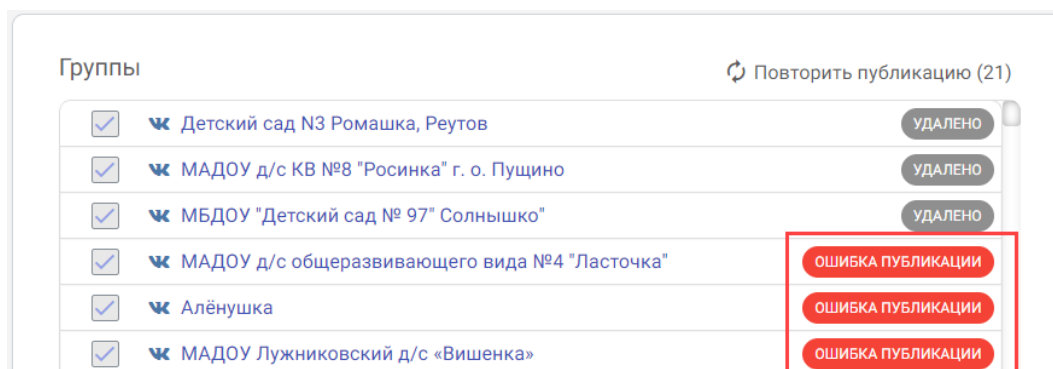 Группы
Повторить публикацию (21)
Детский сад N3 Ромашка, Реутов УДАЛЕНО
МАДОУ д/с КВ №8 "Росинка" г. о. Пущино УДАЛЕНО
МБДОУ "Детский сад № 97" Солнышко" УДАЛЕНО
МАДОУ д/с общеразвивающего вида №4 "Ласточка" ОШИБКА ПУБЛИКАЦИИ
Алёнушка ОШИБКА ПУБЛИКАЦИИ
МАДОУ Лужниковский д/с «Вишенка» ОШИБКА ПУБЛИКАЦИИ